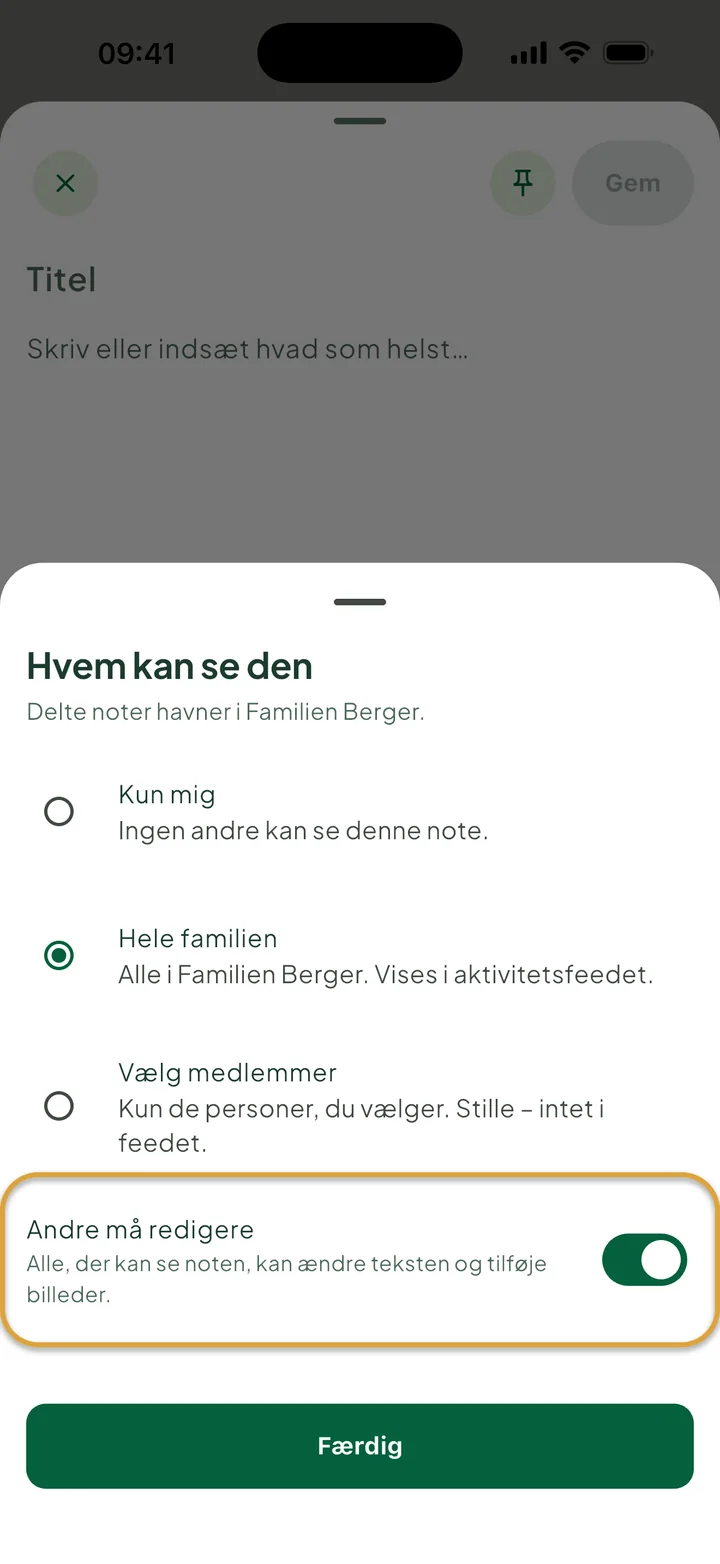 09:41
Gem
Titel
Skriv eller indsæt hvad som helst…
Hvem kan se den
Delte noter havner i Familien Berger.
Kun mig
Ingen andre kan se denne note.
Hele familien
Alle i Familien Berger. Vises i aktivitetsfeedet.
Vælg medlemmer
Kun de personer, du vælger. Stille – intet i
feedet.
Andre må redigere
Alle, der kan se noten, kan ændre teksten og tilføje
billeder.
Færdig